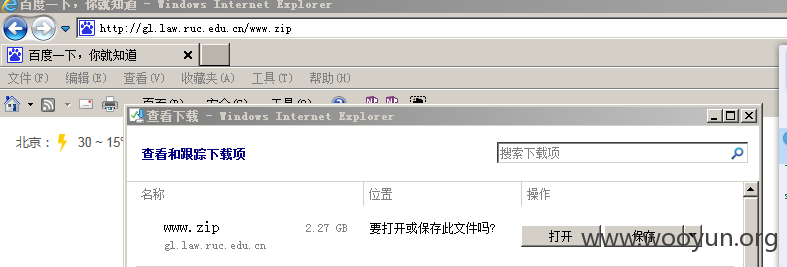 百度一下，你就知道 - Windows Internet Explorer
http://gl.law.ruc.edu.cn/www.zip
百度一下，你就知道
文件(F) 编辑(E) 查看(V) 收藏夹(A) 工具(T) 帮助(H)
查看下载 - Windows Internet Explorer
北京： 30 ~ 15
查看和跟踪下载项
搜索下载项
名称 位置 操作
www.zip 2.27 GB 要打开或保存此文件吗? 打开 保存
gl.law.ruc.edu.cn
www.wooyun.org